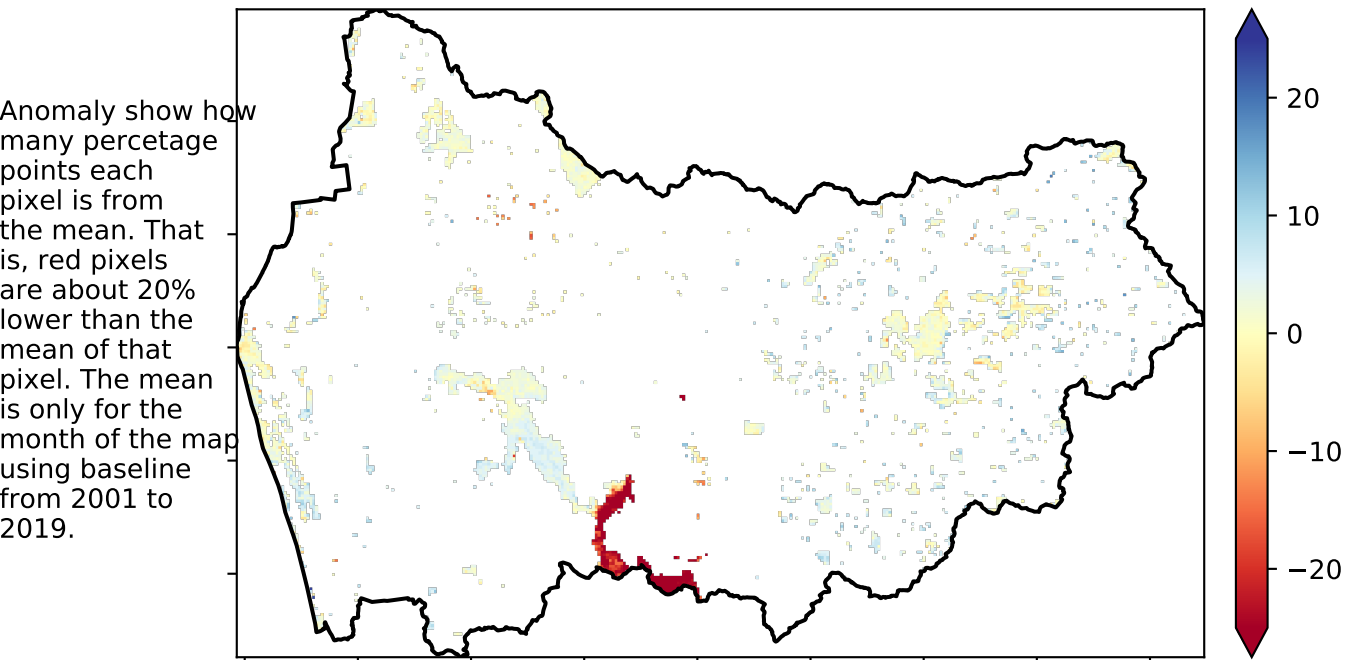 Anomaly show how
many percetage
points each
pixel is from
the mean. That
is, red pixels
are about 20%
lower than the
mean of that
pixel. The mean
is only for the
month of the map
using baseline
from 2001 to
2019.
20
10
0
−10
−20